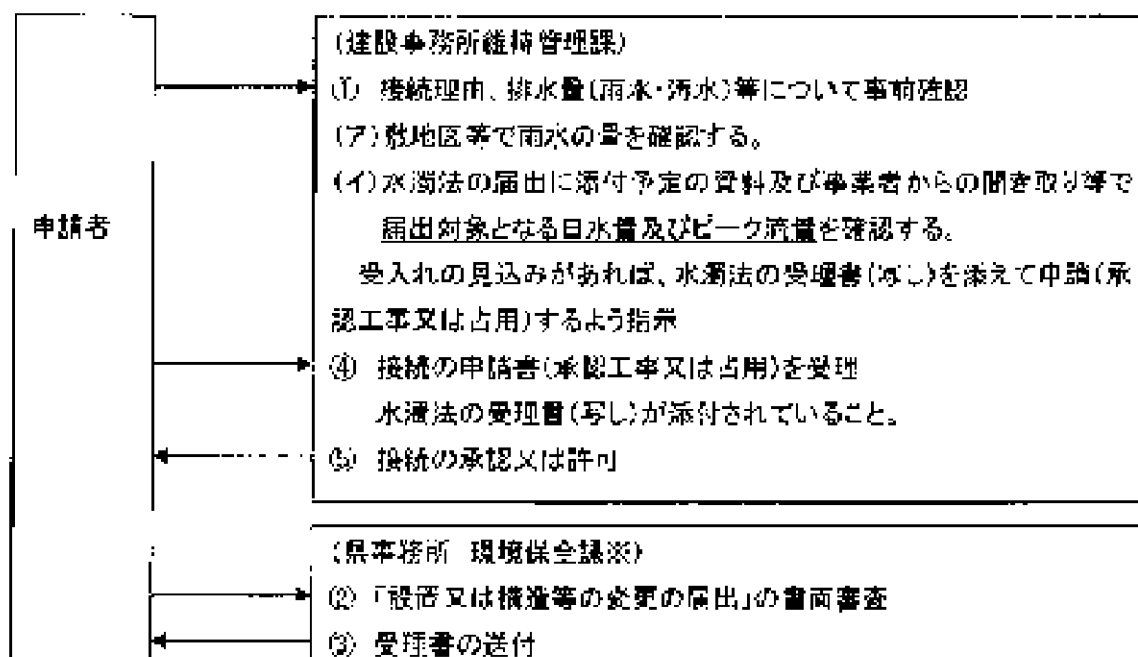 (建設事務所維持管理課)
① 接続理由、排水量(雨水・汚水)等について事前確認
(ア)敷地区等で雨水の量を確認する。
(イ)水濁法の届出に添付予定の資料及び事業者からの聞き取り等で
届出対象となる日水量及びピーク流量を確認する。
申請者
受入れの見込みがあれば、水濁法の受理書(写し)を添えて申請(承
認工事又は占用)するよう指示
④ 接続の申請書(承認工事又は占用)を受理
水濁法の受理書(写し)が添付されていること。
⑤ 接続の承認又は許可
(県事務所 環境保全課※)
② 「設置又は構造等の変更の届出」の書面審査
③ 受理書の送付